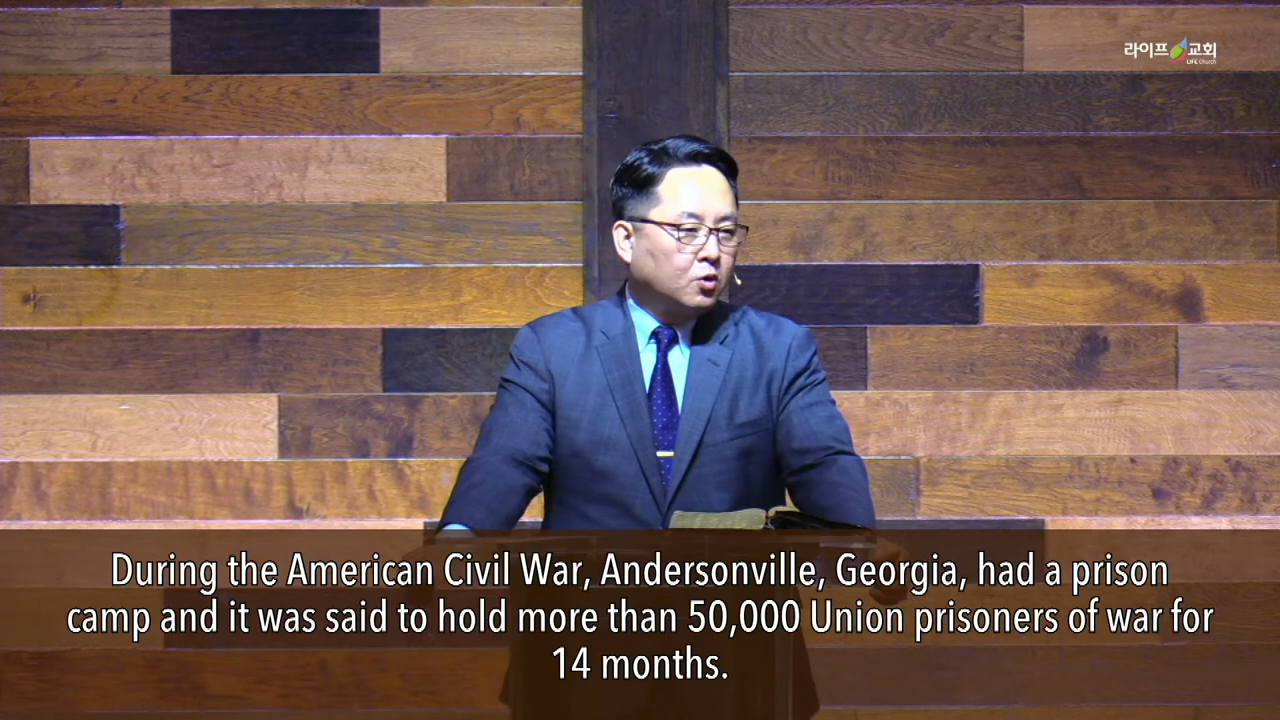 라이프 교회
LIFE Church
During the American Civil War, Andersonville, Georgia, had a prison
camp and it was said to hold more than 50,000 Union prisoners of war for
14 months.